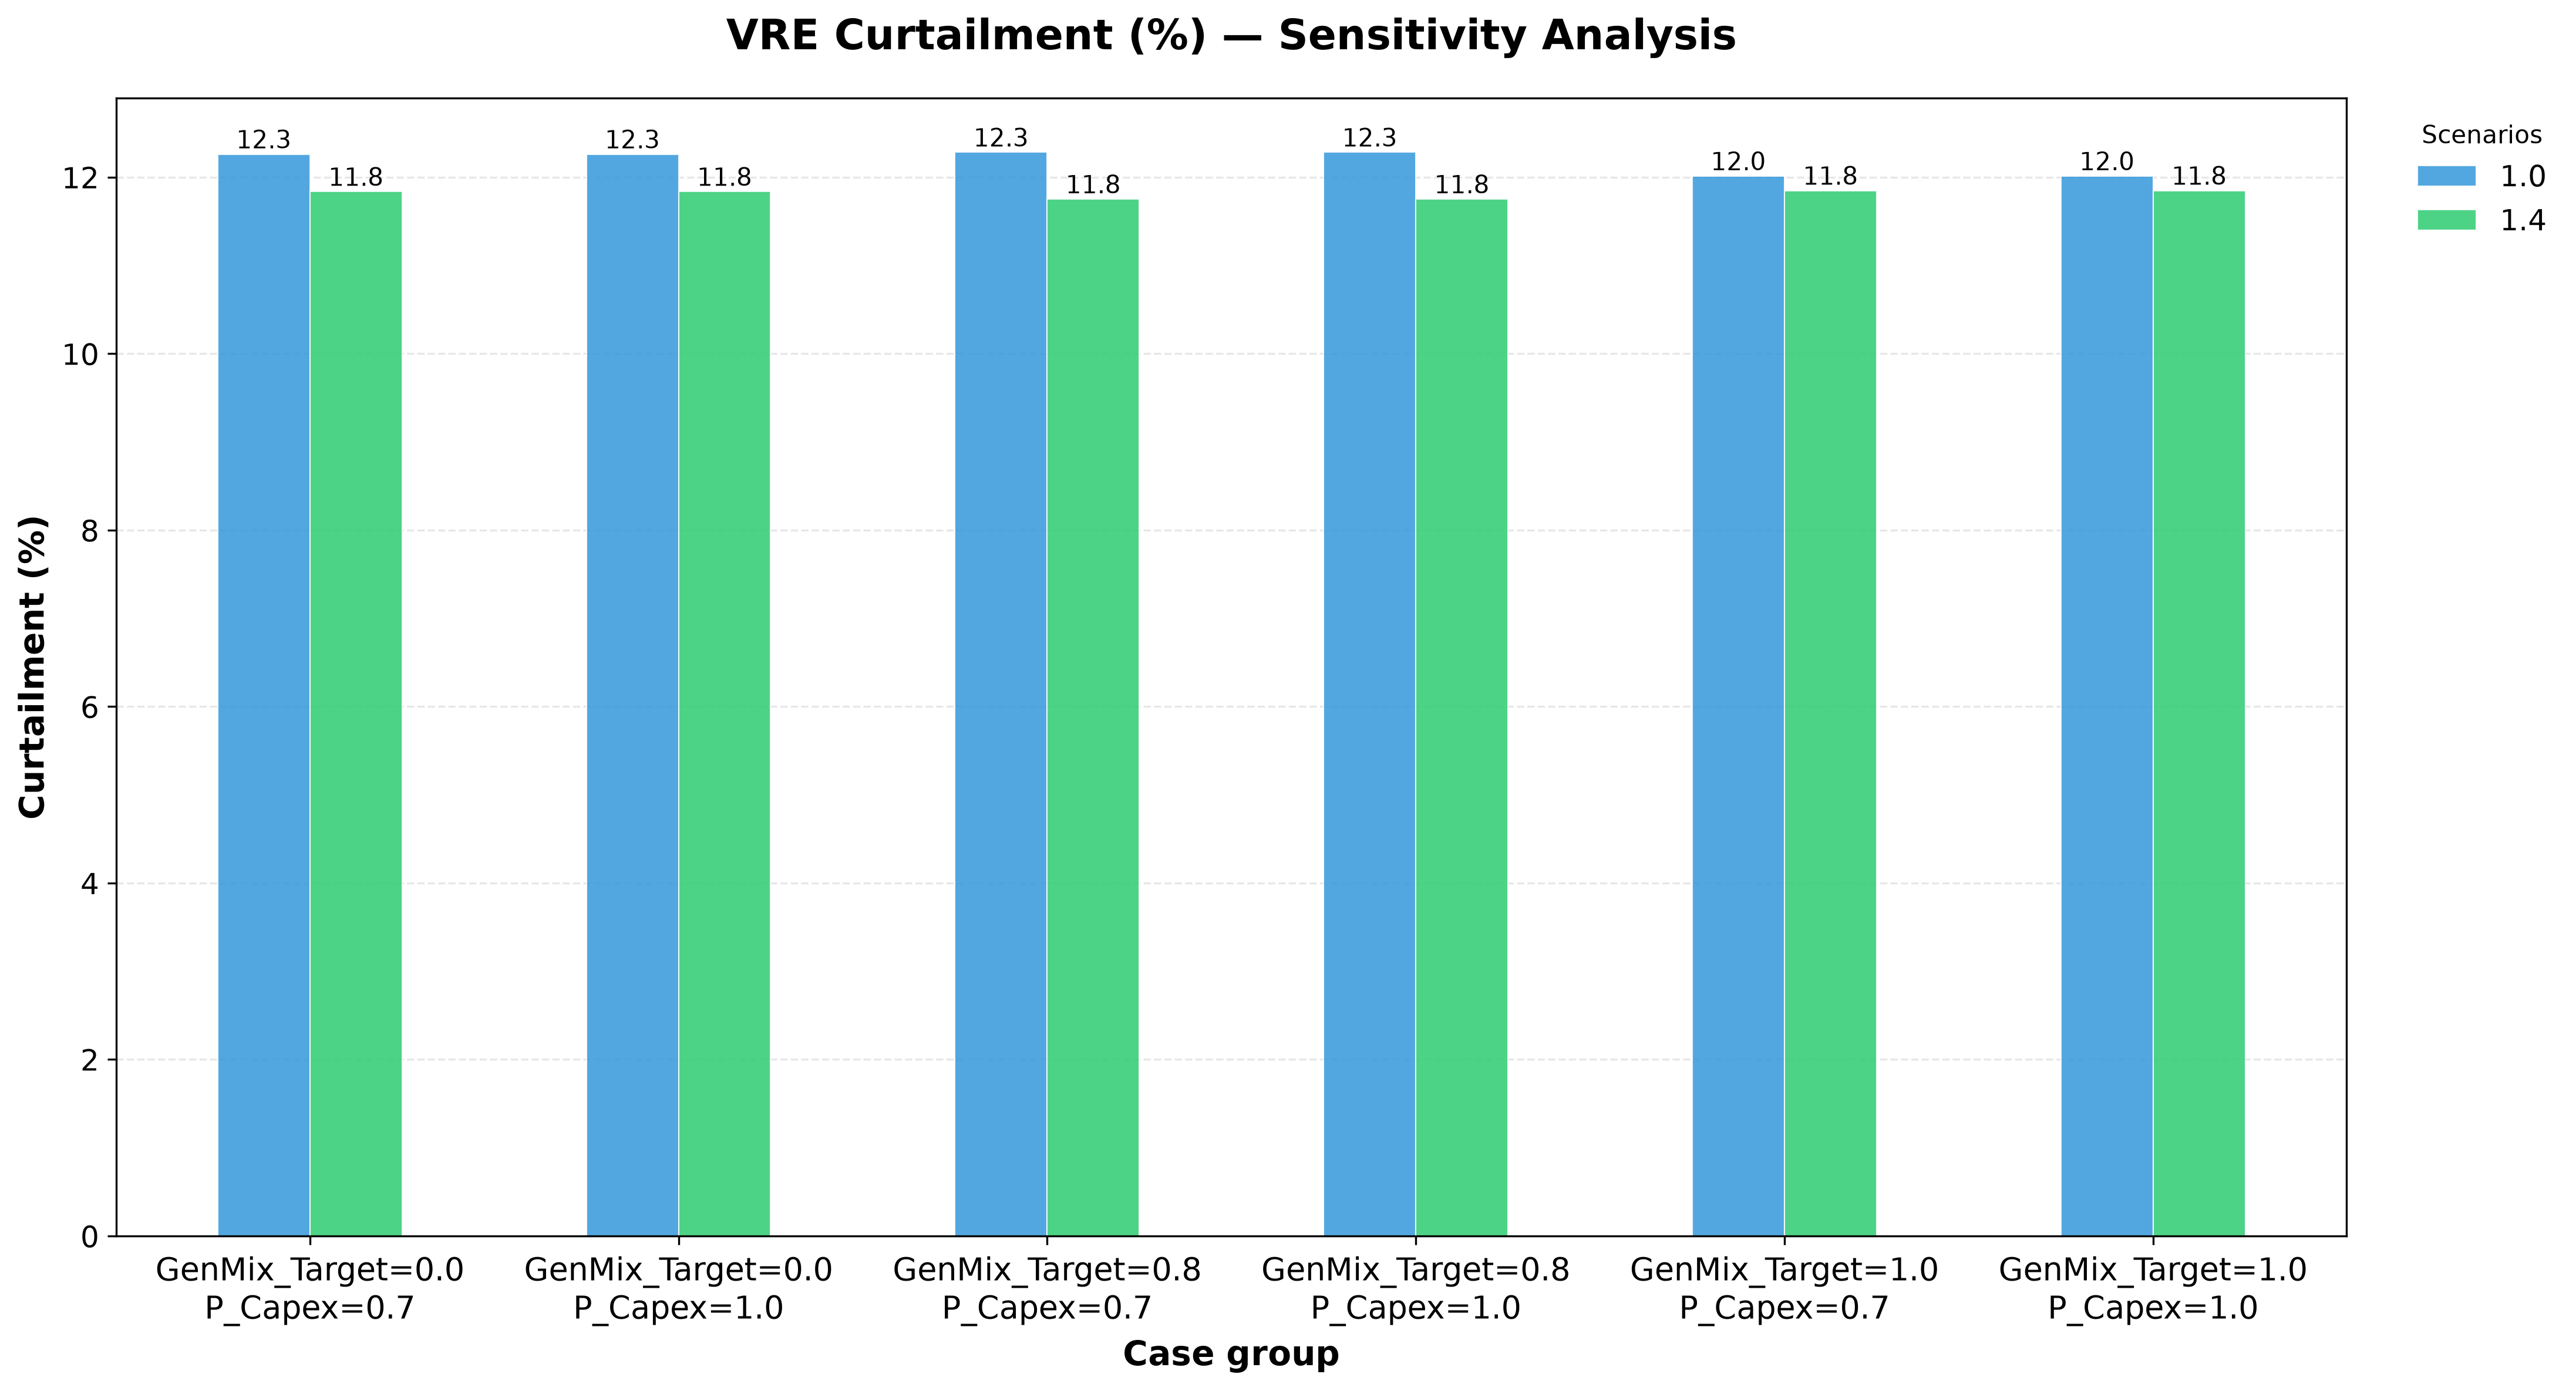 VRE Curtailment (%) — Sensitivity Analysis
Scenarios
1.0
1.4
Curtailment (%)
12
10
8
6
4
2
0
12.3 11.8 12.3 11.8 12.3 11.8 12.3 11.8 12.0 11.8 12.0 11.8
GenMix_Target=0.0 GenMix_Target=0.0 GenMix_Target=0.8 GenMix_Target=0.8 GenMix_Target=1.0 GenMix_Target=1.0
P_Capex=0.7 P_Capex=1.0 P_Capex=0.7 P_Capex=1.0 P_Capex=0.7 P_Capex=1.0
Case group